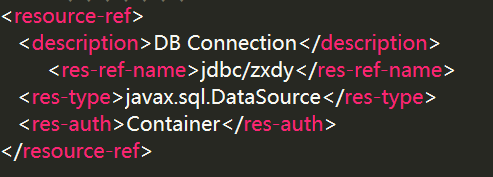 <resource-ref>
<description>DB Connection</description>
<res-ref-name>jdbc/zxdy</res-ref-name>
<res-type>javax.sql.DataSource</res-type>
<res-auth>Container</res-auth>
</resource-ref>